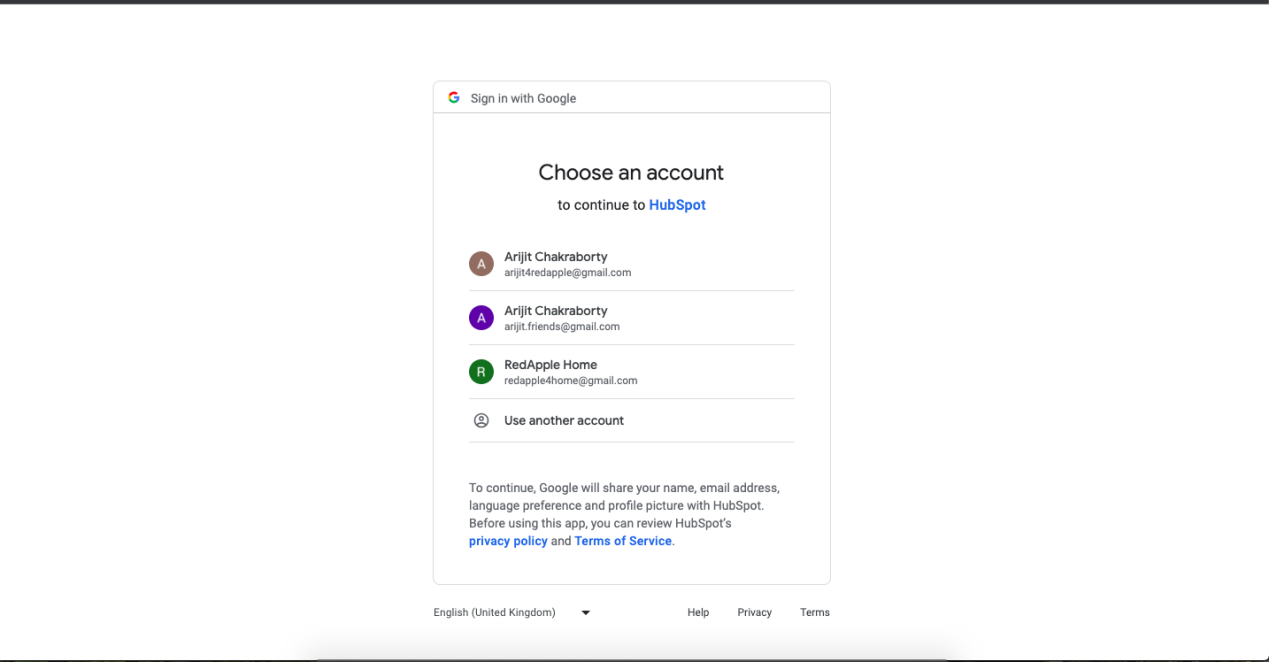 Sign in with Google
Choose an account
to continue to HubSpot
A
Arijit Chakraborty
arijit4redapple@gmail.com
A
Arijit Chakraborty
arijit.friends@gmail.com
R
RedApple Home
redapple4home@gmail.com
Use another account
To continue, Google will share your name, email address,
language preference and profile picture with HubSpot.
Before using this app, you can review HubSpot's
privacy policy and Terms of Service.
English (United Kingdom) Help Privacy Terms